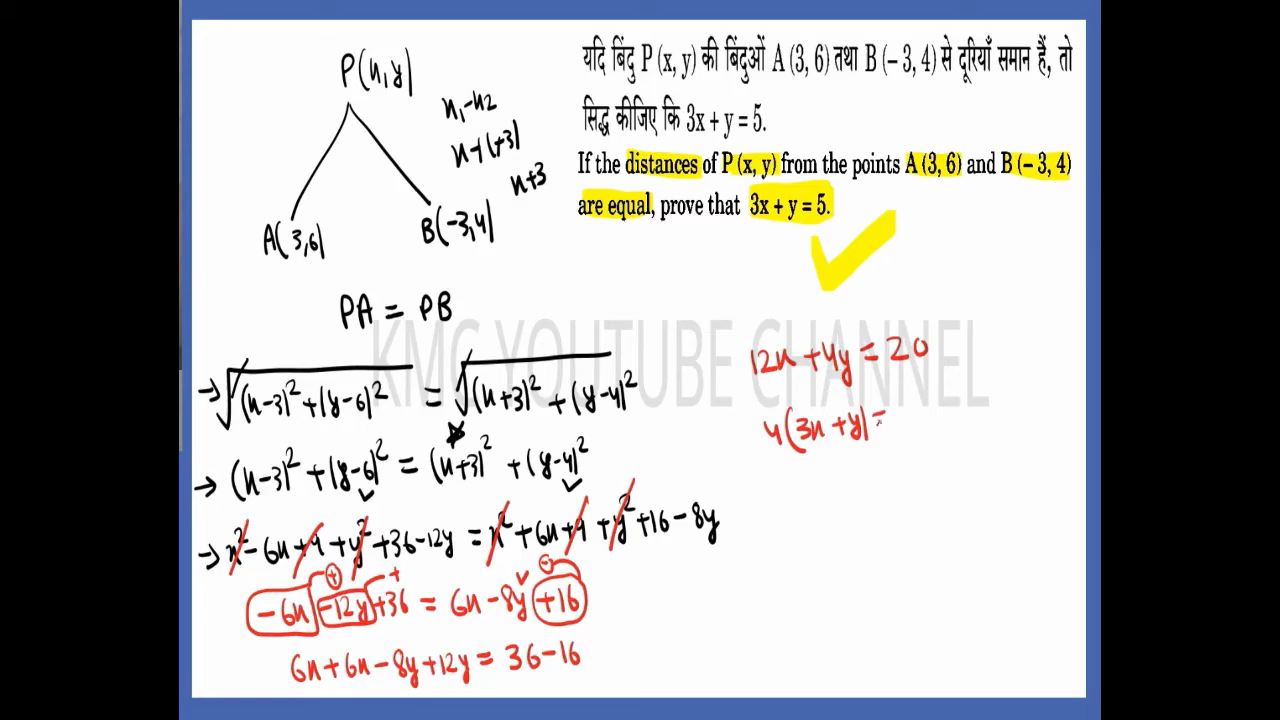 यदि बिंदु P (x, y) की बिंदुओं A (3, 6) तथा B (– 3, 4) से दूरियाँ समान हैं, तो
सिद्ध कीजिए कि 3x + y = 5.
If the distances of P (x, y) from the points A (3, 6) and B (– 3, 4)
are equal, prove that 3x + y = 5.
P(x,y)
x₁-x₂
x-(+3)
x+3
A(3,6)
B(-3,4)
PA = PB
KMG YOUTUBE CHANNEL
→ √(x-3)²+(y-6)² = √(x+3)²+(y-4)²
→ (x-3)²+(y-6)² = (x+3)²+(y-4)²
→ x²-6x+9+y²+36-12y = x²+6x+9+y²+16-8y
-6x-12y+36 = 6x-8y+16
6x+6x-8y+12y = 36-16
12x+4y=20
4(3x+y)=